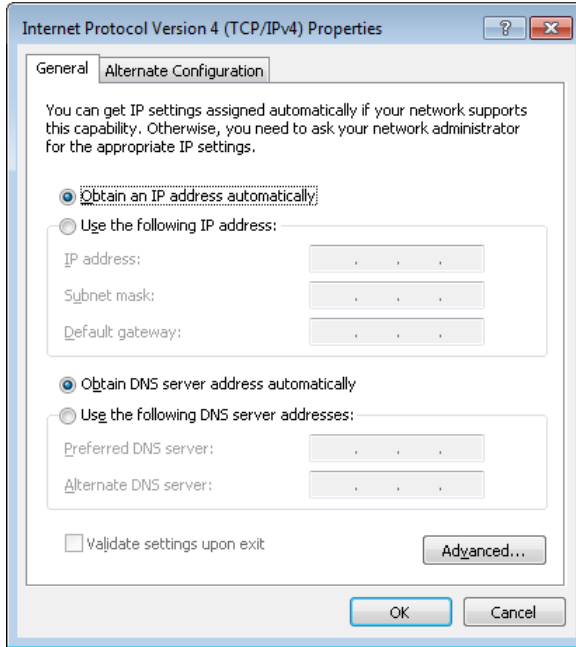 Internet Protocol Version 4 (TCP/IPv4) Properties
General
Alternate Configuration
You can get IP settings assigned automatically if your network supports
this capability. Otherwise, you need to ask your network administrator
for the appropriate IP settings.
Obtain an IP address automatically
Use the following IP address:
IP address:
Subnet mask:
Default gateway:
Obtain DNS server address automatically
Use the following DNS server addresses:
Preferred DNS server:
Alternate DNS server:
Validate settings upon exit
Advanced...
OK
Cancel